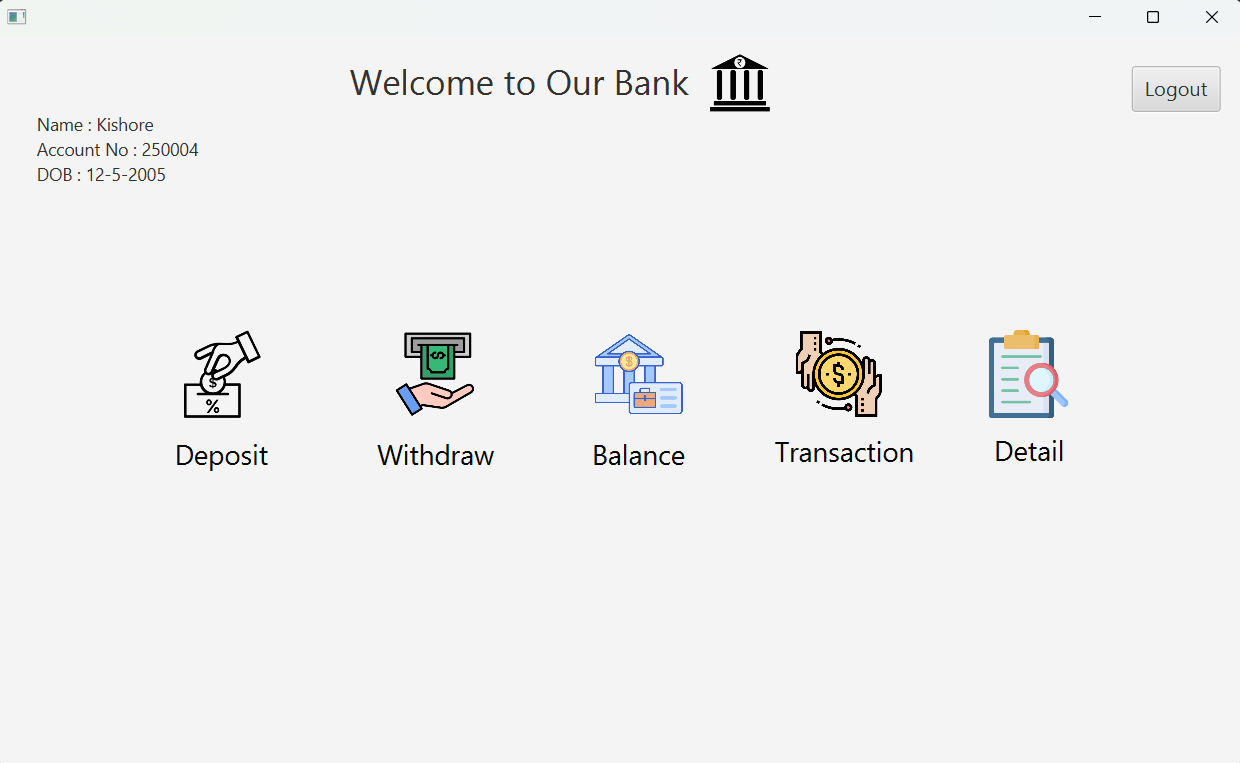 Welcome to Our Bank
Logout
Name : Kishore
Account No : 250004
DOB : 12-5-2005
Deposit
Withdraw
Balance
Transaction
Detail